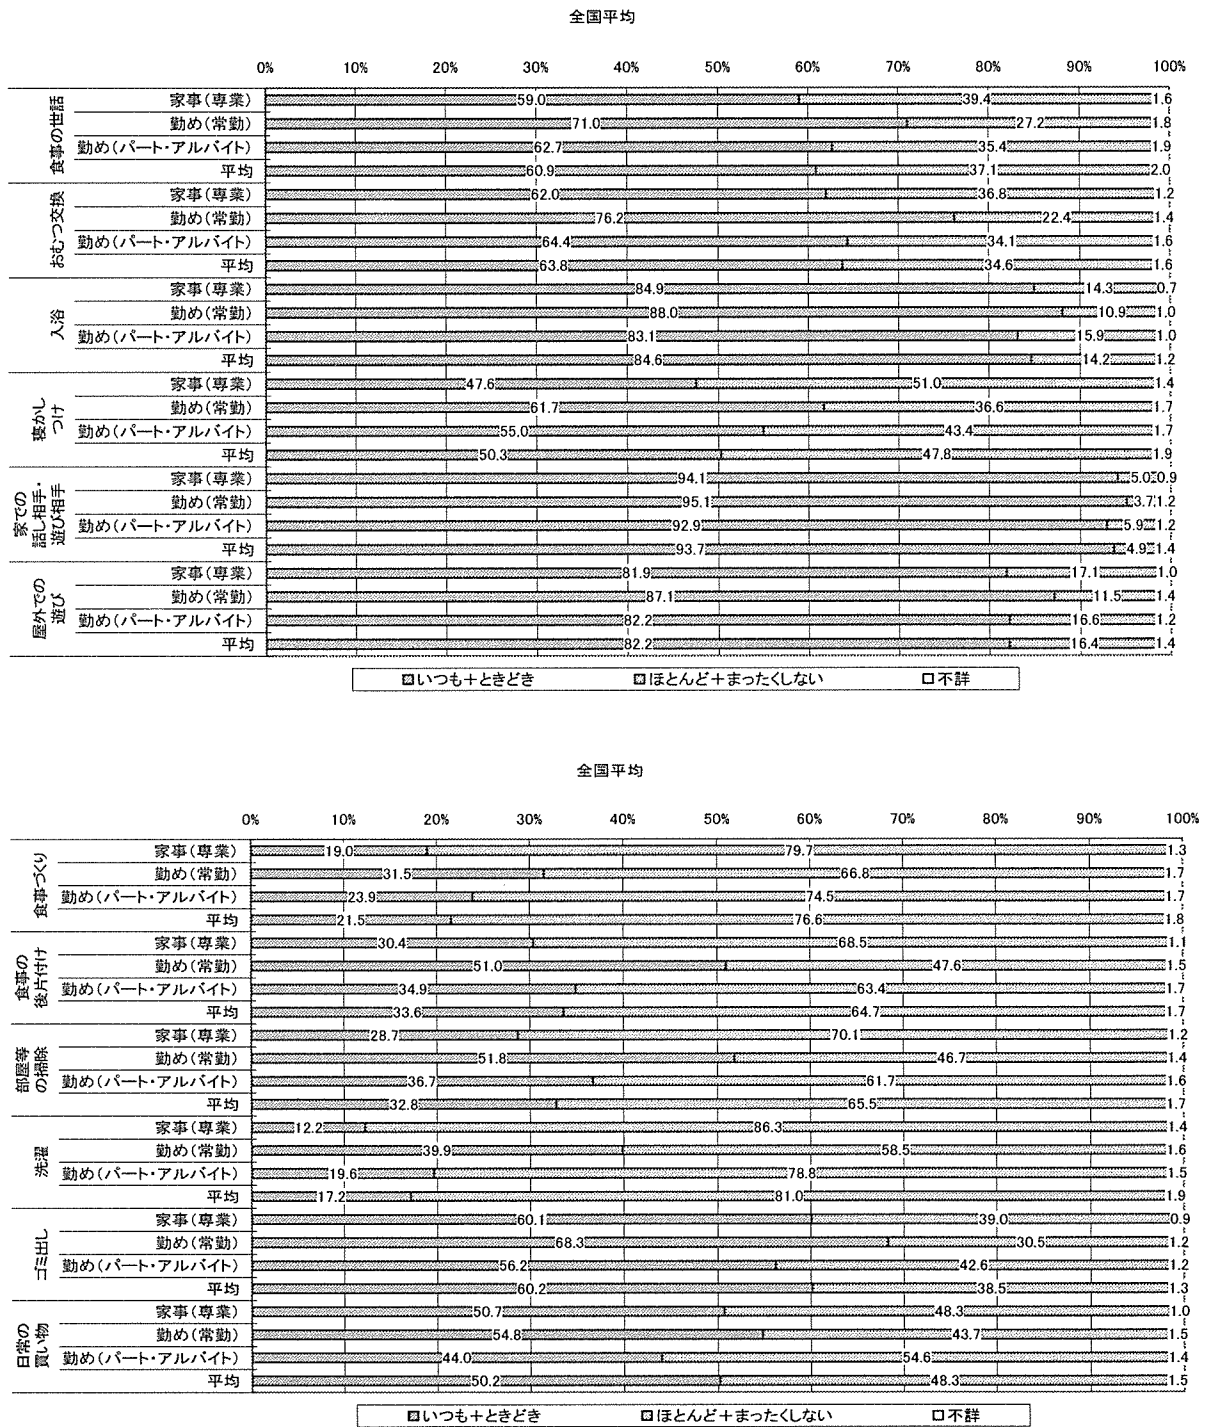 全国平均
0% 10% 20% 30% 40% 50% 60% 70% 80% 90% 100%
食事の世話
家事(専業) 59.0 39.4 1.6
勤め(常勤) 71.0 27.2 1.8
勤め(パート・アルバイト) 62.7 35.4 1.9
平均 60.9 37.1 2.0
おむつ交換
家事(専業) 62.0 36.8 1.2
勤め(常勤) 76.2 22.4 1.4
勤め(パート・アルバイト) 64.4 34.1 1.6
平均 63.8 34.6 1.6
入浴
家事(専業) 84.9 14.3 0.7
勤め(常勤) 88.0 10.9 1.0
勤め(パート・アルバイト) 83.1 15.9 1.0
平均 84.6 14.2 1.2
寝かし
つけ
家事(専業) 47.6 51.0 1.4
勤め(常勤) 61.7 36.6 1.7
勤め(パート・アルバイト) 55.0 43.4 1.7
平均 50.3 47.8 1.9
家での
話し相手・
遊び相手
家事(専業) 94.1 5.0 0.9
勤め(常勤) 95.1 3.7 1.2
勤め(パート・アルバイト) 92.9 5.9 1.2
平均 93.7 4.9 1.4
屋外での
遊び
家事(専業) 81.9 17.1 1.0
勤め(常勤) 87.1 11.5 1.4
勤め(パート・アルバイト) 82.2 16.6 1.2
平均 82.2 16.4 1.4
いつも+ときどき ほとんど+まったくしない 不詳
全国平均
0% 10% 20% 30% 40% 50% 60% 70% 80% 90% 100%
食事づくり
家事(専業) 19.0 79.7 1.3
勤め(常勤) 31.5 66.8 1.7
勤め(パート・アルバイト) 23.9 74.5 1.7
平均 21.5 76.6 1.8
食事の
後片付け
家事(専業) 30.4 68.5 1.1
勤め(常勤) 51.0 47.6 1.5
勤め(パート・アルバイト) 34.9 63.4 1.7
平均 33.6 64.7 1.7
部屋等
の掃除
家事(専業) 28.7 70.1 1.2
勤め(常勤) 51.8 46.7 1.4
勤め(パート・アルバイト) 36.7 61.7 1.6
平均 32.8 65.5 1.7
洗濯
家事(専業) 12.2 86.3 1.4
勤め(常勤) 39.9 58.5 1.6
勤め(パート・アルバイト) 19.6 78.8 1.5
平均 17.2 81.0 1.9
ゴミ出し
家事(専業) 60.1 39.0 0.9
勤め(常勤) 68.3 30.5 1.2
勤め(パート・アルバイト) 56.2 42.6 1.2
平均 60.2 38.5 1.3
日常の
買い物
家事(専業) 50.7 48.3 1.0
勤め(常勤) 54.8 43.7 1.5
勤め(パート・アルバイト) 44.0 54.6 1.4
平均 50.2 48.3 1.5
いつも+ときどき ほとんど+まったくしない 不詳